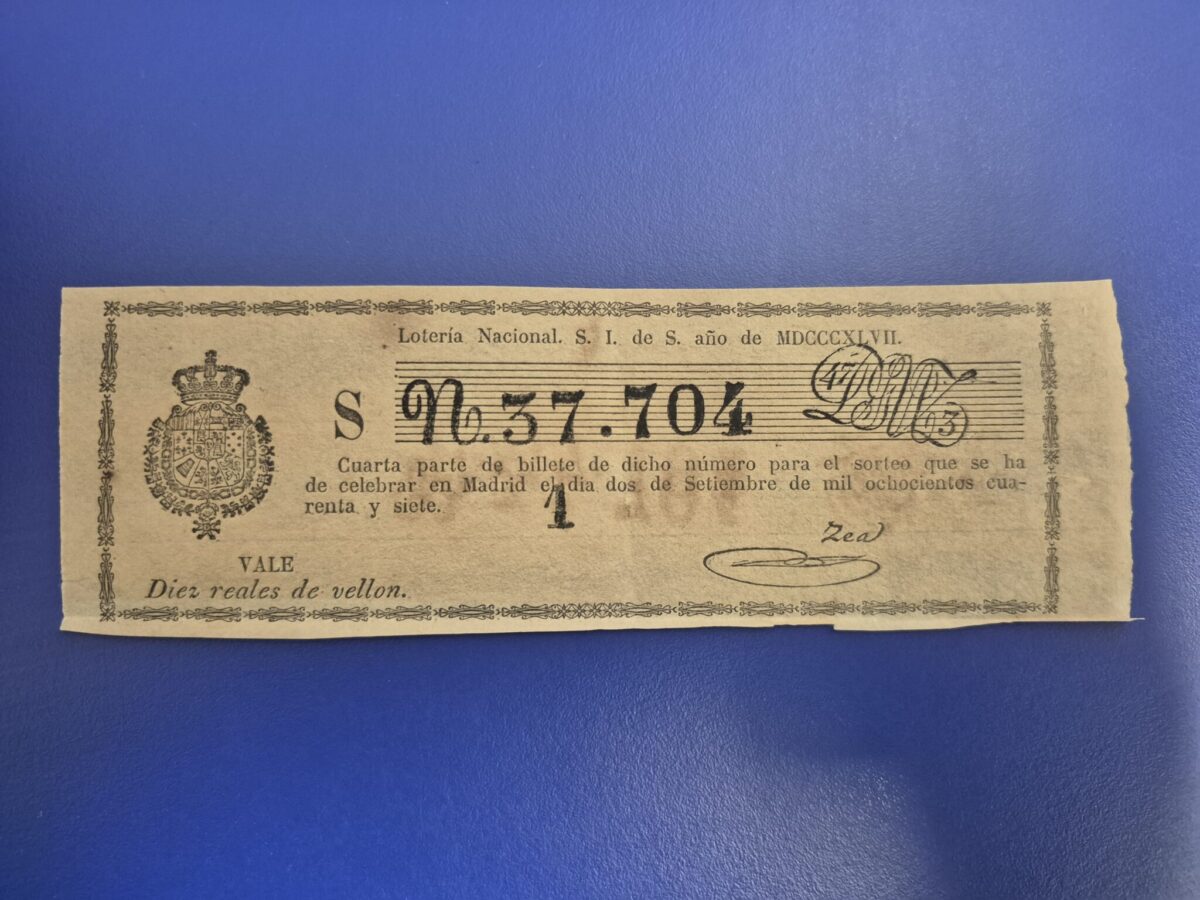 Lotería Nacional. S. I. de S. año de MDCCCXLVII.
S N. 37.704
47 3
Cuarta parte de billete de dicho número para el sorteo que se ha
de celebrar en Madrid el dia dos de Setiembre de mil ochocientos cua-
renta y siete. 1
Zea
VALE
Diez reales de vellon.